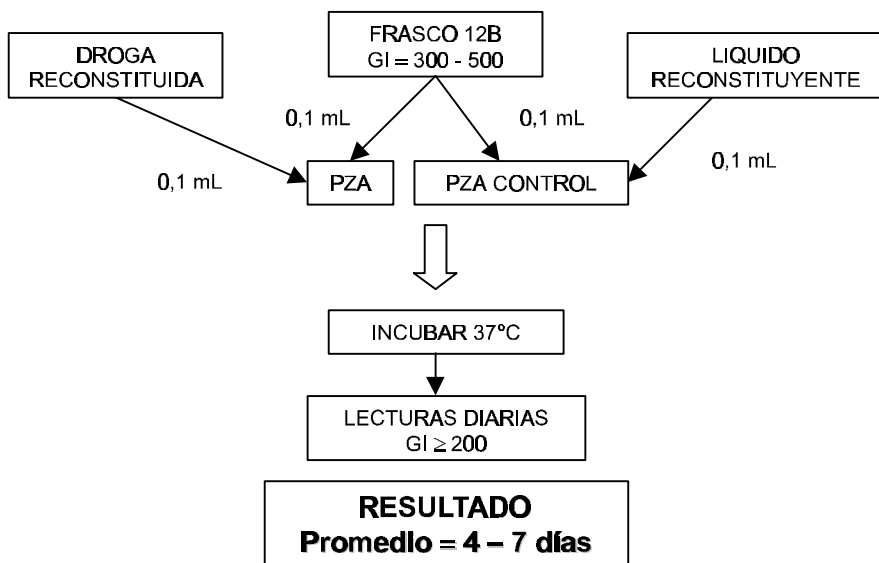 DROGA
RECONSTITUIDA
FRASCO 12B
GI = 300 - 500
LIQUIDO
RECONSTITUYENTE
0,1 mL
0,1 mL
0,1 mL
0,1 mL
PZA
PZA CONTROL
INCUBAR 37ºC
LECTURAS DIARIAS
GI ≥ 200
RESULTADO
Promedio = 4 – 7 días